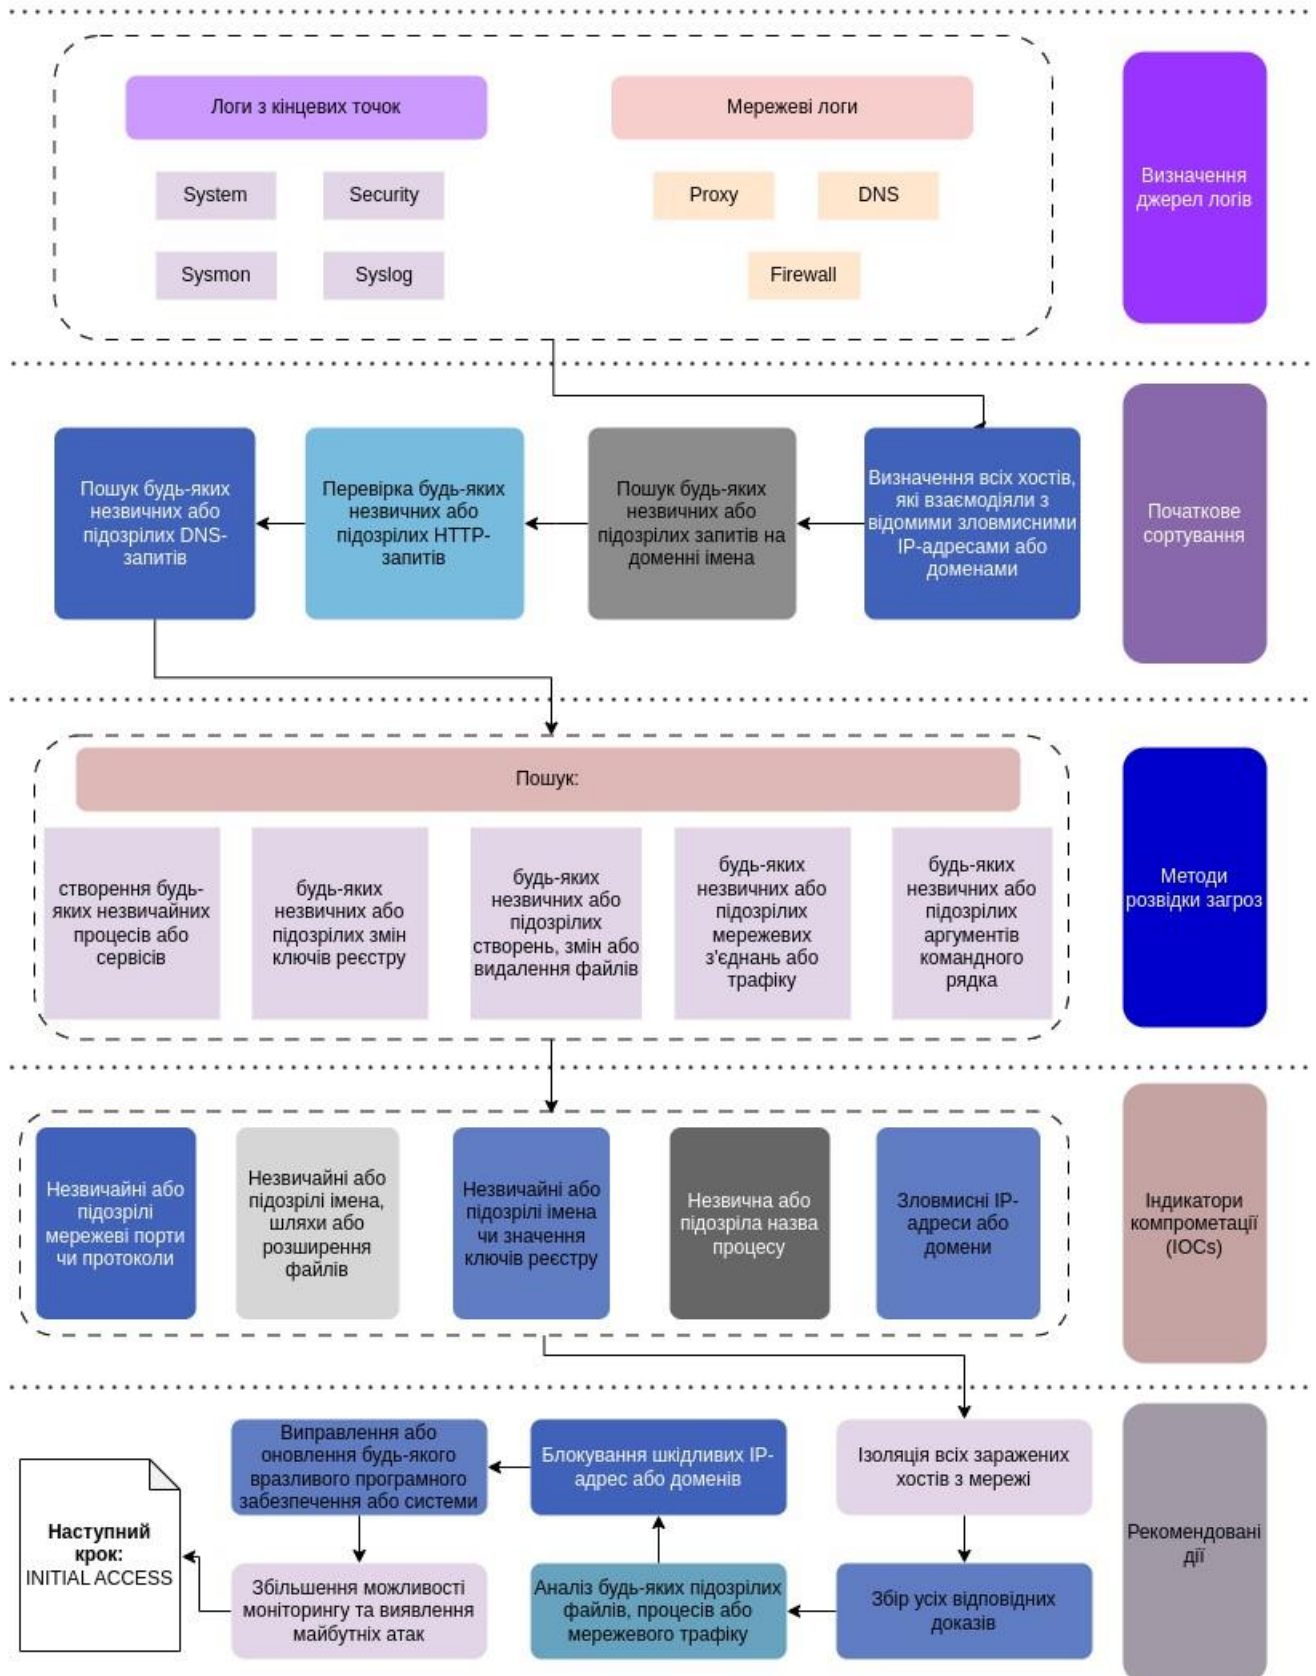 Логи з кінцевих точок
Мережеві логи
System
Security
Proxy
DNS
Sysmon
Syslog
Firewall
Визначення
джерел логів
Пошук будь-яких
незвичних або
підозрілих DNS-
запитів
Перевірка будь-яких
незвичних або
підозрілих HTTP-
запитів
Пошук будь-яких
незвичних або
підозрілих запитів на
доменні імена
Визначення всіх хостів,
які взаємодіяли з
відомими зловмисними
IP-адресами або
доменами
Початкове
сортування
Пошук:
створення будь-
яких незвичайних
процесів або
сервісів
будь-яких
незвичних або
підозрілих змін
ключів реєстру
будь-яких
незвичних або
підозрілих
створень, змін або
видалення файлів
будь-яких
незвичних або
підозрілих
мережевих
з'єднань або
трафіку
будь-яких
незвичних або
підозрілих
аргументів
командного
рядка
Методи
розвідки загроз
Незвичайні або
підозрілі
мережеві порти
чи протоколи
Незвичайні або
підозрілі імена,
шляхи або
розширення
файлів
Незвичайні або
підозрілі імена
чи значення
ключів реєстру
Незвична або
підозріла назва
процесу
Зловмисні IP-
адреси або
домени
Індикатори
компрометації
(IOCs)
Виправлення або
оновлення будь-якого
вразливого програмного
забезпечення або системи
Блокування шкідливих IP-
адрес або доменів
Ізоляція всіх заражених
хостів з мережі
Наступний
крок:
INITIAL ACCESS
Збільшення можливості
моніторингу та виявлення
майбутніх атак
Аналіз будь-яких підозрілих
файлів, процесів або
мережевого трафіку
Збір усіх відповідних
доказів
Рекомендовані
дії